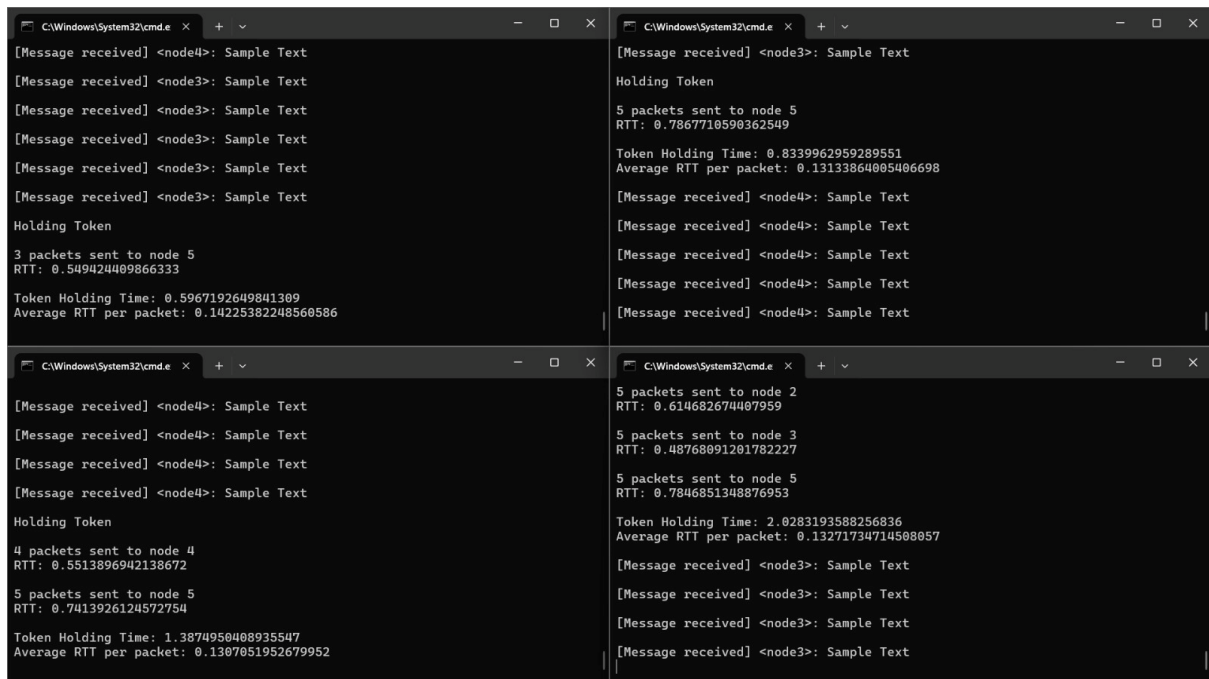 C:\Windows\System32\cmd.e
[Message received] <node4>: Sample Text
[Message received] <node3>: Sample Text
[Message received] <node3>: Sample Text
[Message received] <node3>: Sample Text
[Message received] <node3>: Sample Text
[Message received] <node3>: Sample Text
Holding Token
3 packets sent to node 5
RTT: 0.549424409866333
Token Holding Time: 0.5967192649841309
Average RTT per packet: 0.14225382248560586
C:\Windows\System32\cmd.e
[Message received] <node3>: Sample Text
Holding Token
5 packets sent to node 5
RTT: 0.7867710590362549
Token Holding Time: 0.8339962959289551
Average RTT per packet: 0.13133864005406698
[Message received] <node4>: Sample Text
[Message received] <node4>: Sample Text
[Message received] <node4>: Sample Text
[Message received] <node4>: Sample Text
[Message received] <node4>: Sample Text
C:\Windows\System32\cmd.e
[Message received] <node4>: Sample Text
[Message received] <node4>: Sample Text
[Message received] <node4>: Sample Text
[Message received] <node4>: Sample Text
Holding Token
4 packets sent to node 4
RTT: 0.5513896942138672
5 packets sent to node 5
RTT: 0.7413926124572754
Token Holding Time: 1.3874950408935547
Average RTT per packet: 0.1307051952679952
C:\Windows\System32\cmd.e
5 packets sent to node 2
RTT: 0.614682674407959
5 packets sent to node 3
RTT: 0.48768091201782227
5 packets sent to node 5
RTT: 0.7846851348876953
Token Holding Time: 2.0283193588256836
Average RTT per packet: 0.13271734714508057
[Message received] <node3>: Sample Text
[Message received] <node3>: Sample Text
[Message received] <node3>: Sample Text
[Message received] <node3>: Sample Text